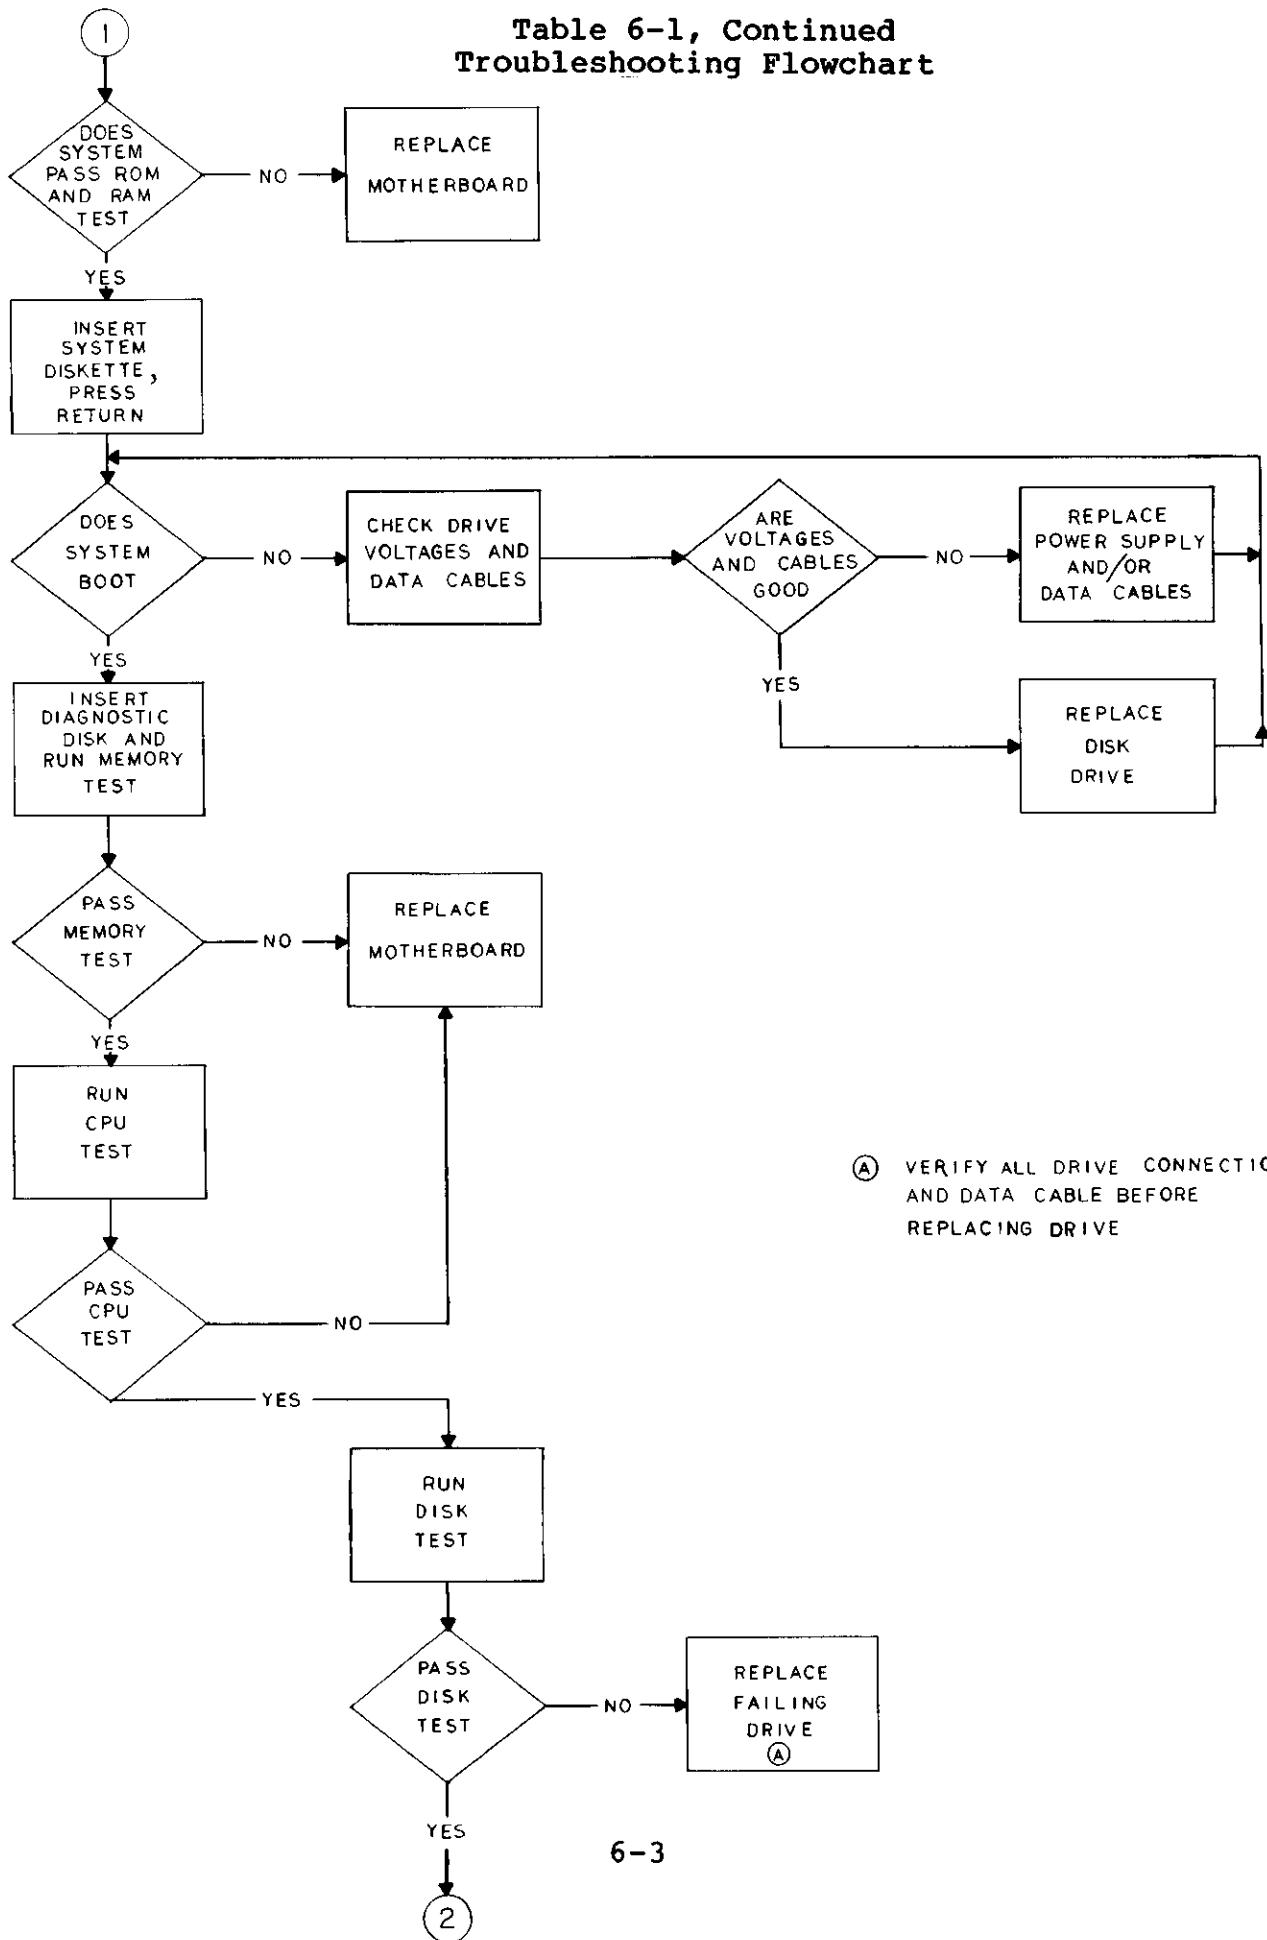 Table 6-1, Continued
Troubleshooting Flowchart
1
DOES
SYSTEM
PASS ROM
AND RAM
TEST
NO
REPLACE
MOTHERBOARD
YES
INSERT
SYSTEM
DISKETTE,
PRESS
RETURN
DOES
SYSTEM
BOOT
NO
CHECK DRIVE
VOLTAGES AND
DATA CABLES
ARE
VOLTAGES
AND CABLES
GOOD
NO
REPLACE
POWER SUPPLY
AND/OR
DATA CABLES
YES
REPLACE
DISK
DRIVE
YES
INSERT
DIAGNOSTIC
DISK AND
RUN MEMORY
TEST
PASS
MEMORY
TEST
NO
REPLACE
MOTHERBOARD
YES
RUN
CPU
TEST
PASS
CPU
TEST
NO
A VERIFY ALL DRIVE
AND DATA CABLE BEFORE
REPLACING DRIVE
YES
RUN
DISK
TEST
PASS
DISK
TEST
NO
REPLACE
FAILING
DRIVE
A
YES
6-3
2